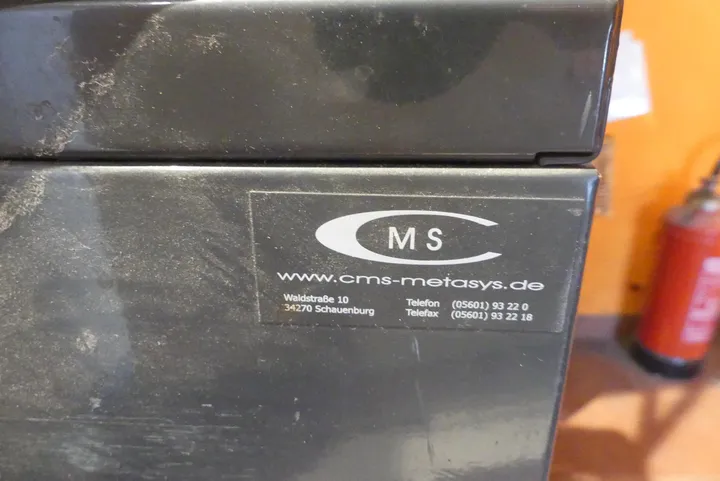 CMS
www.cms-metasys.de
Waldstraße 10 Telefon (05601) 93 22 0
34270 Schauenburg Telefax (05601) 93 22 18